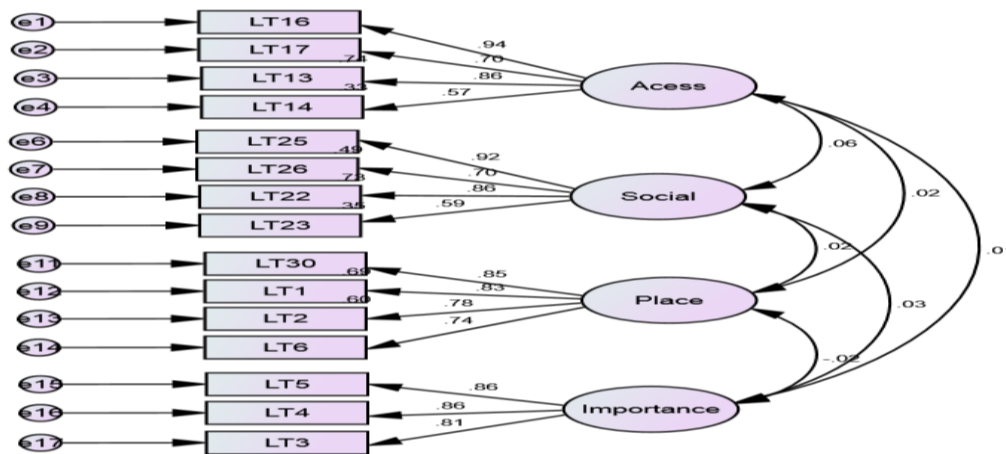 e1 LT16
.94
e2 LT17
.70
.74
e3 LT13
.86
Acess
.33
e4 LT14
.57
e6 LT25
.06
.49
.92
e7 LT26
.70
.73
.86
e8 LT22
Social
.02
.35
.59
e9 LT23
.02
e11 LT30
.69
.85
e12 LT1
.83
.60
.78
Place
.03
e13 LT2
.74
e14 LT6
-.02
e15 LT5
.86
e16 LT4
.86
Importance
.81
e17 LT3